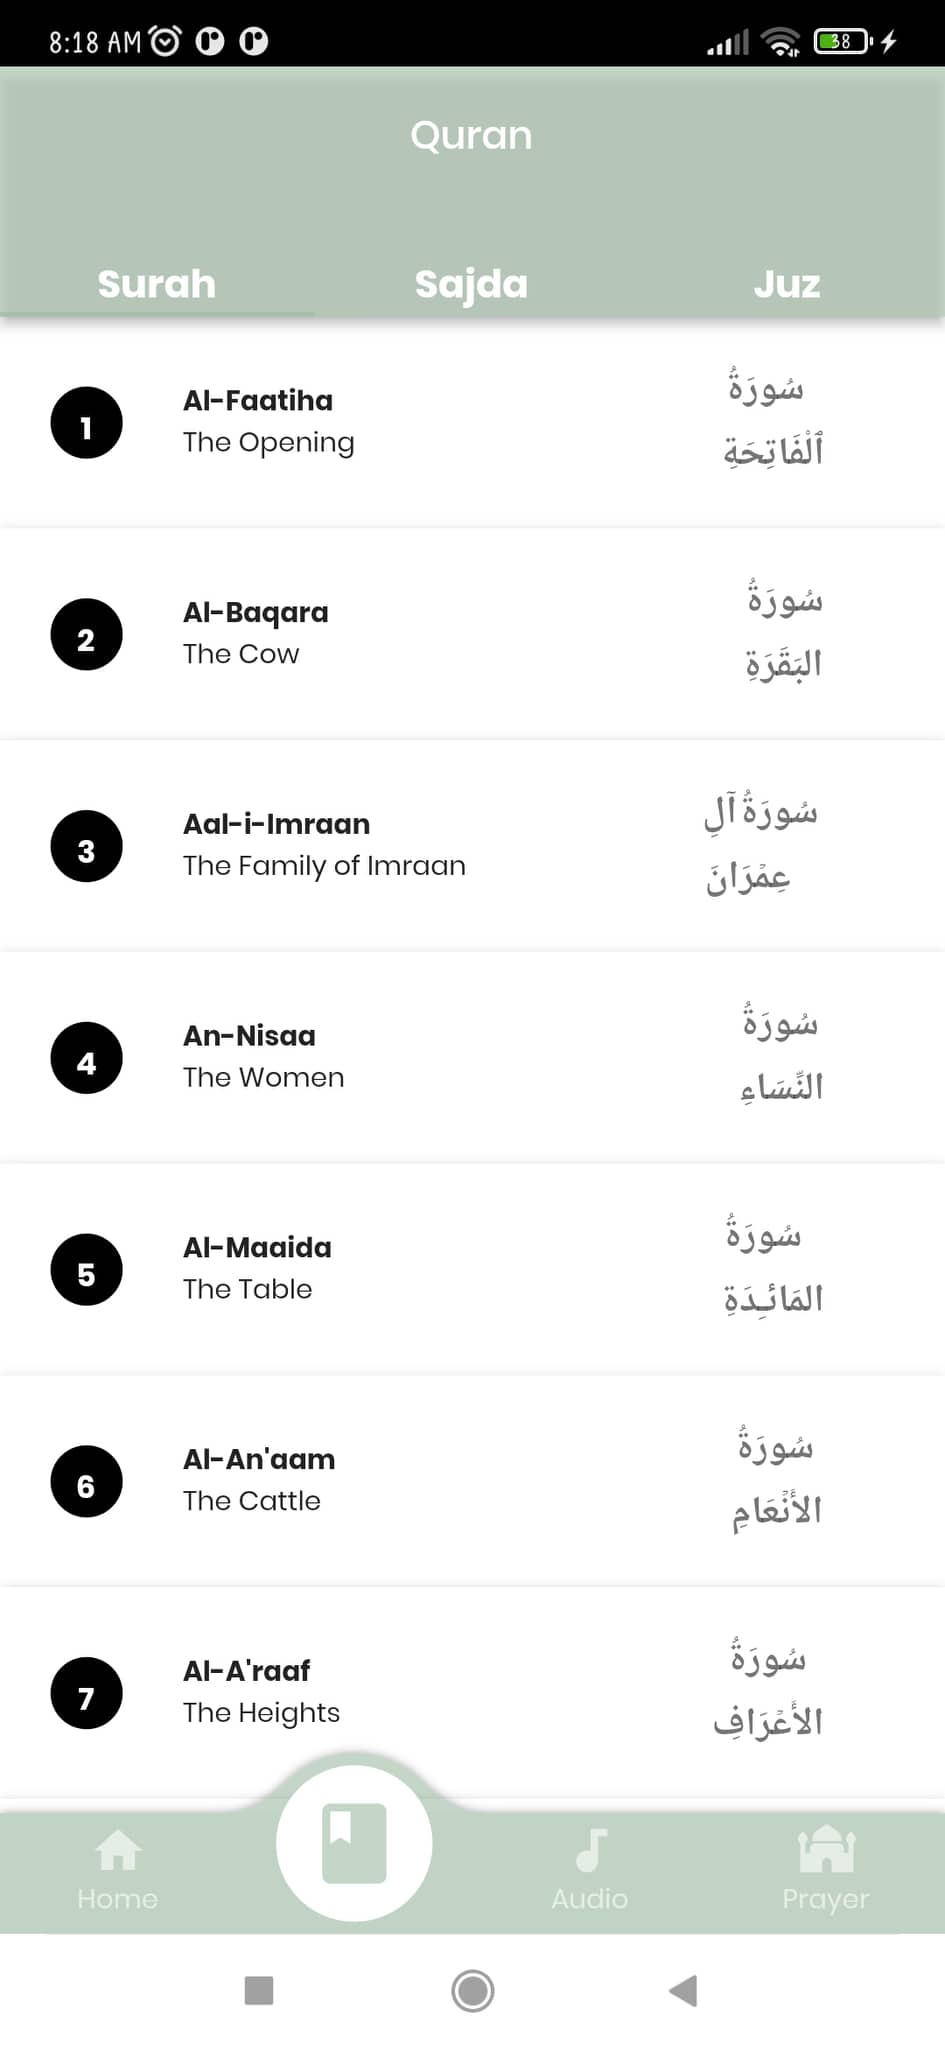 8:18 AM
38
Quran
Surah Sajda Juz
1
Al-Faatiha
The Opening
سُورَةُ
ٱلْفَاتِحَةِ
2
Al-Baqara
The Cow
سُورَةُ
البَقَرَةِ
3
Aal-i-Imraan
The Family of Imraan
سُورَةُ آلِ
عِمۡرَانَ
4
An-Nisaa
The Women
سُورَةُ
النِّسَاءِ
5
Al-Maaida
The Table
سُورَةُ
المَائـِدَةِ
6
Al-An'aam
The Cattle
سُورَةُ
الأَنۡعَامِ
7
Al-A'raaf
The Heights
سُورَةُ
الأَعۡرَافِ
Home Audio Prayer